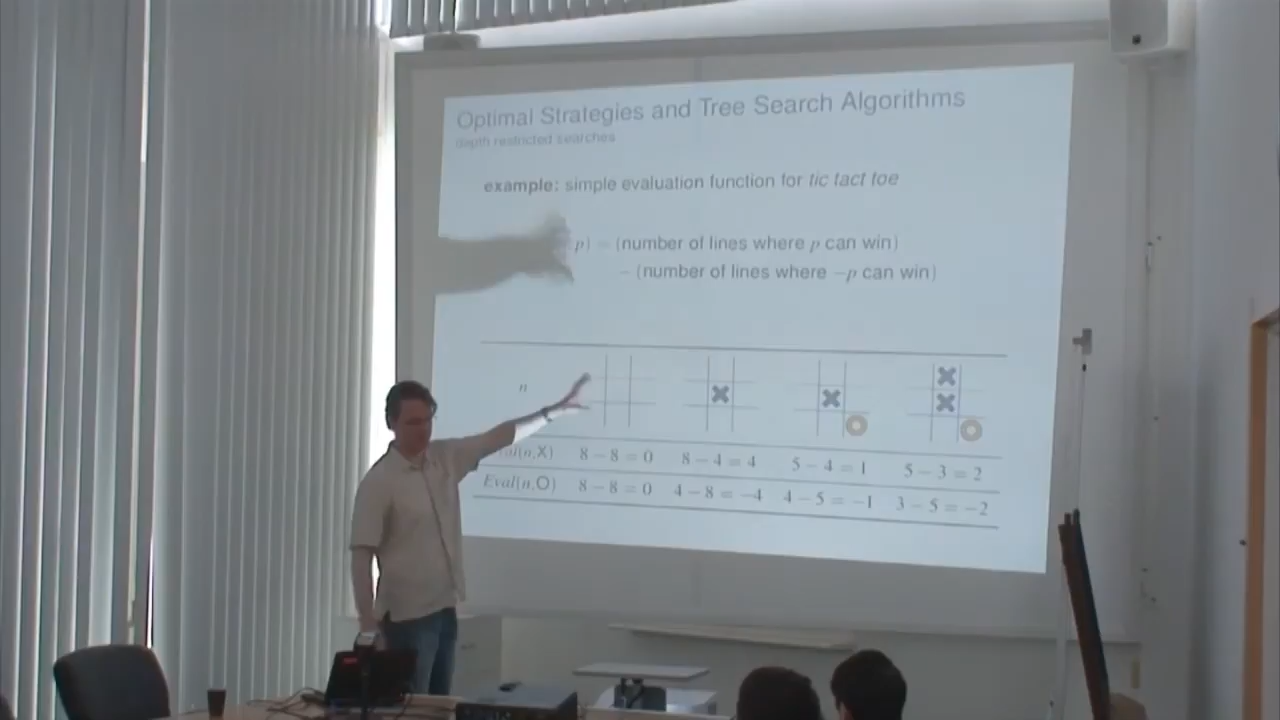 Optimal Strategies and Tree Search Algorithms
depth restricted searches
example: simple evaluation function for tic tact toe
p) = (number of lines where p can win)
− (number of lines where −p can win)
n
(n,X) 8 − 8 = 0 8 − 4 = 4 5 − 4 = 1 5 − 3 = 2
Eval(n,O) 8 − 8 = 0 4 − 8 = −4 4 − 5 = −1 3 − 5 = −2